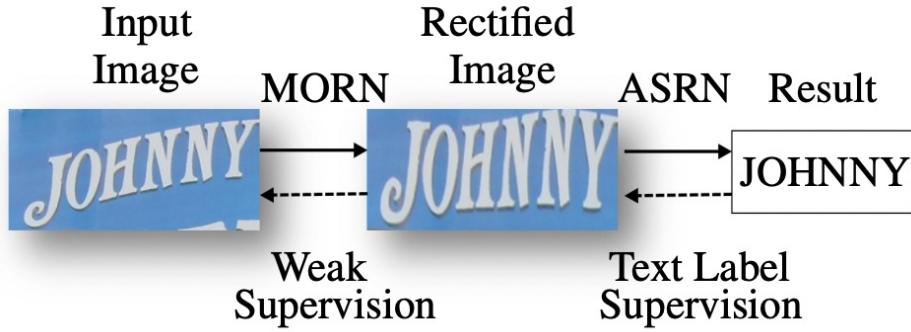 Input
Image
MORN
Rectified
Image
ASRN
Result
JOHNNY
JOHNNY
JOHNNY
Weak
Supervision
Text Label
Supervision